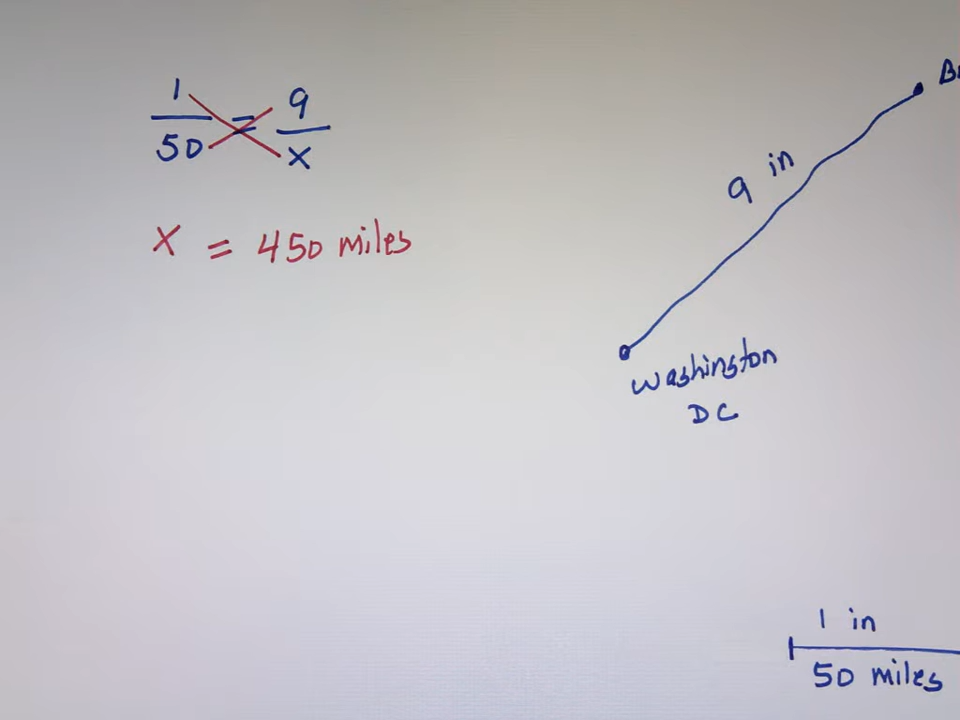 1/50 = 9/x
x = 450 miles
9 in
Washington
DC
1 in
50 miles